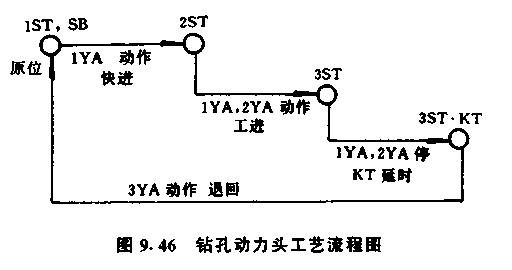 1ST，SB
2ST
原位
1YA 动作
快进
3ST
1YA，2YA 动作
工进
3ST·KT
1YA，2YA 停
KT 延时
3YA 动作 退回
图 9.46 钻孔动力头工艺流程图